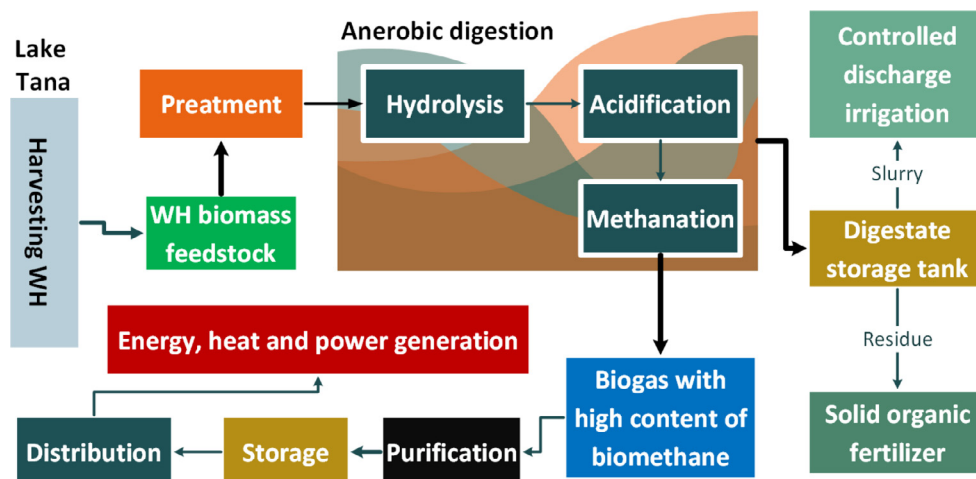 Lake
Tana
Harvesting WH
WH biomass
feedstock
Preatment
Anerobic digestion
Hydrolysis
Acidification
Methanation
Controlled
discharge
irrigation
Slurry
Digestate
storage tank
Residue
Solid organic
fertilizer
Biogas with
high content of
biomethane
Purification
Storage
Distribution
Energy, heat and power generation